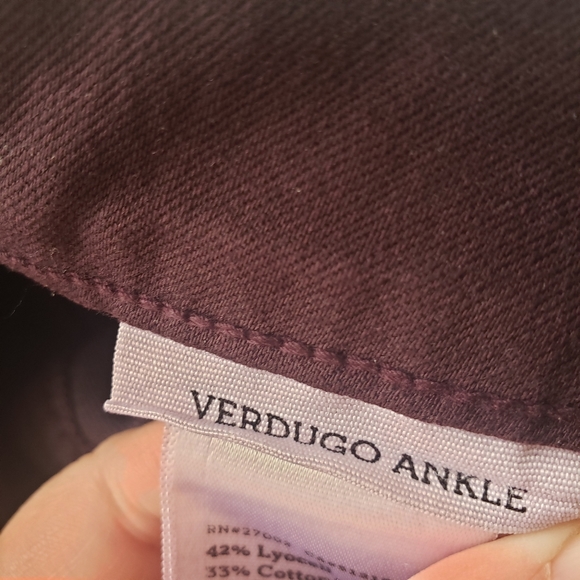 VERDUGO ANKLE
42% Lyocell
33% Cotton